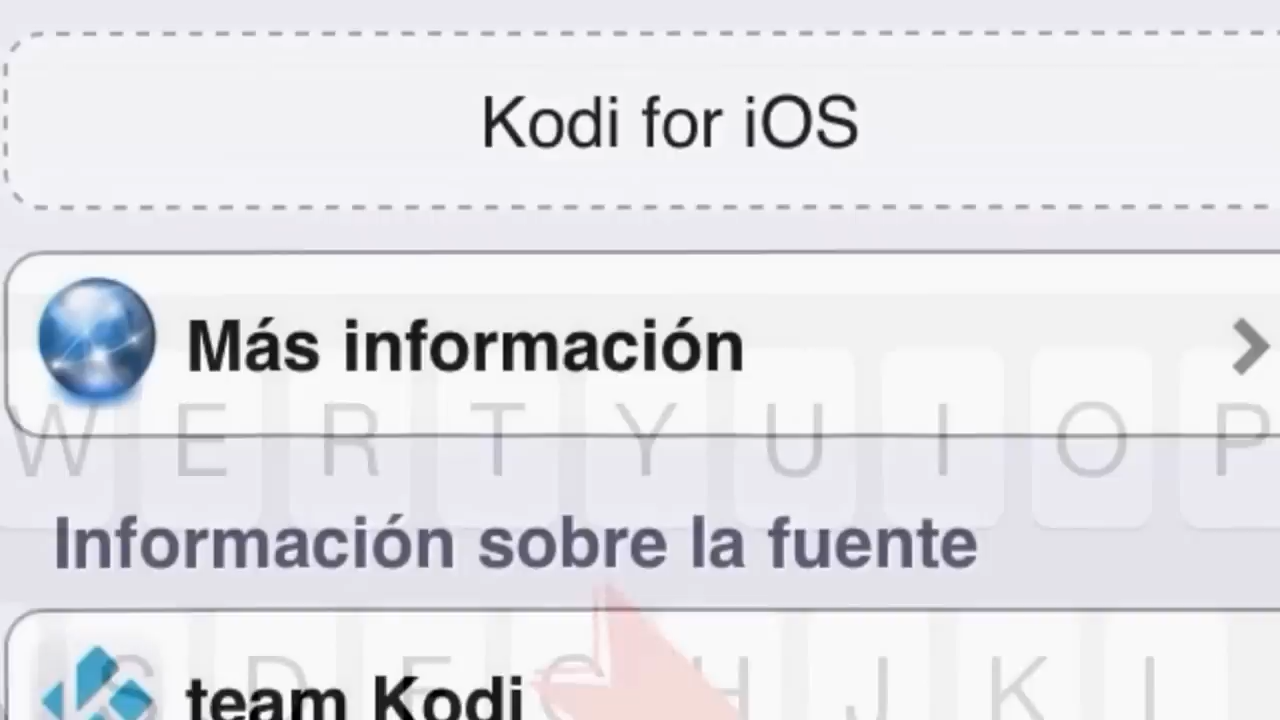 Kodi for iOS
Más información
W E R T Y U I O P
Información sobre la fuente
S D F G H J K L
team Kodi